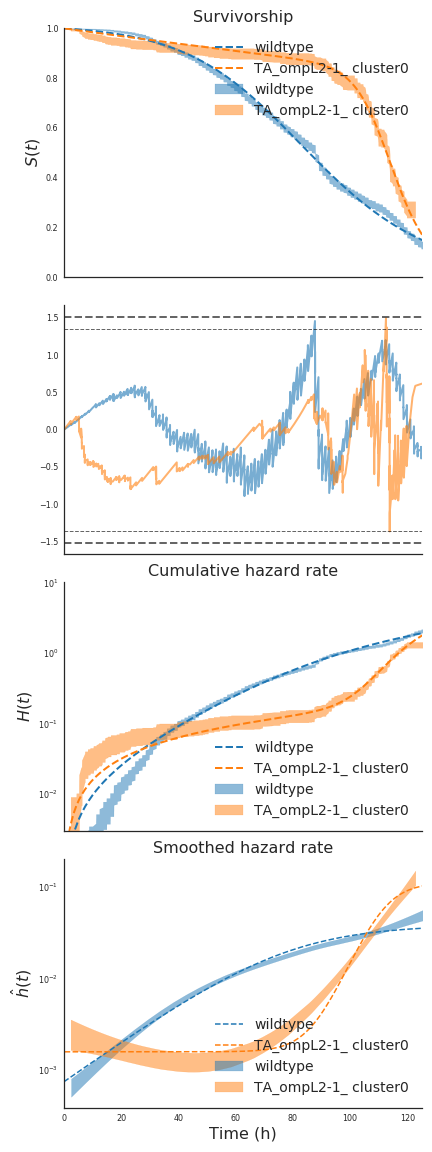 Survivorship
1.0
0.8
0.6
0.4
0.2
0.0
S(t)
wildtype
TA_ompL2-1_ cluster0
wildtype
TA_ompL2-1_ cluster0
1.5
1.0
0.5
0.0
−0.5
−1.0
−1.5
Cumulative hazard rate
10¹
10⁰
10⁻¹
10⁻²
H(t)
wildtype
TA_ompL2-1_ cluster0
wildtype
TA_ompL2-1_ cluster0
Smoothed hazard rate
10⁻¹
10⁻²
10⁻³
ĥ(t)
wildtype
TA_ompL2-1_ cluster0
wildtype
TA_ompL2-1_ cluster0
0 20 40 60 80 100 120
Time (h)